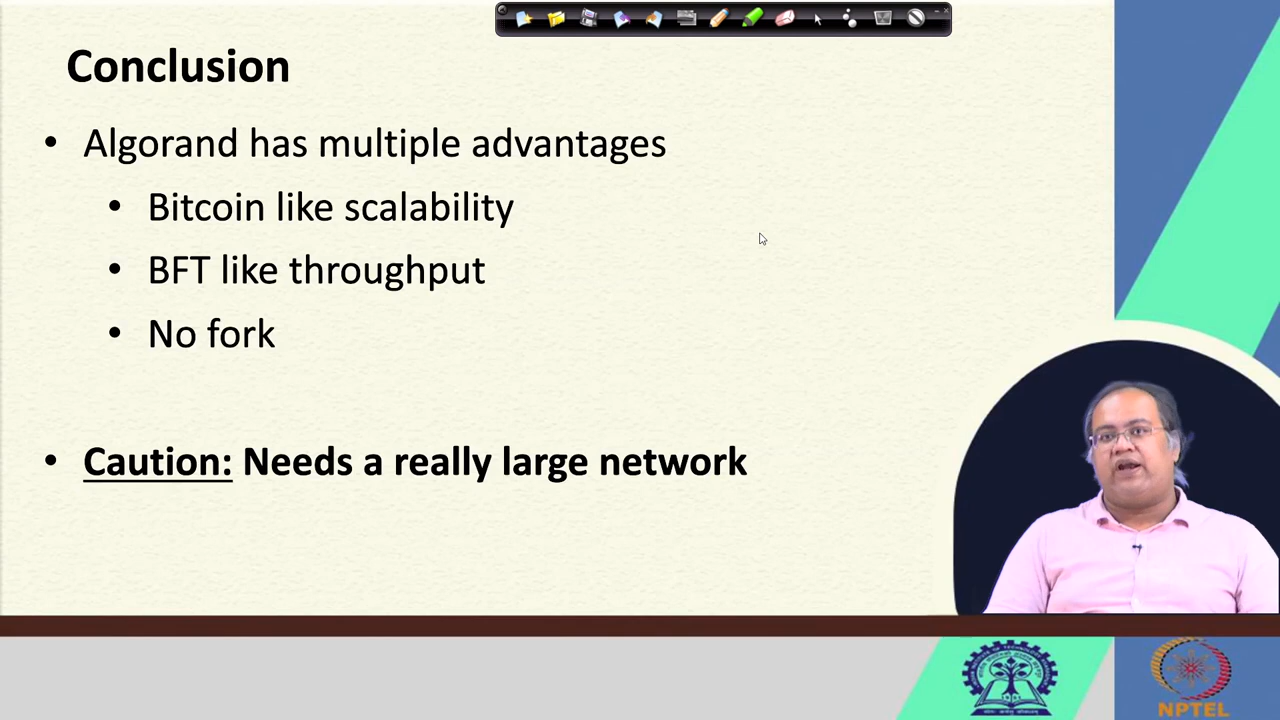 Conclusion
• Algorand has multiple advantages
• Bitcoin like scalability
• BFT like throughput
• No fork
• Caution: Needs a really large network
NPTEL